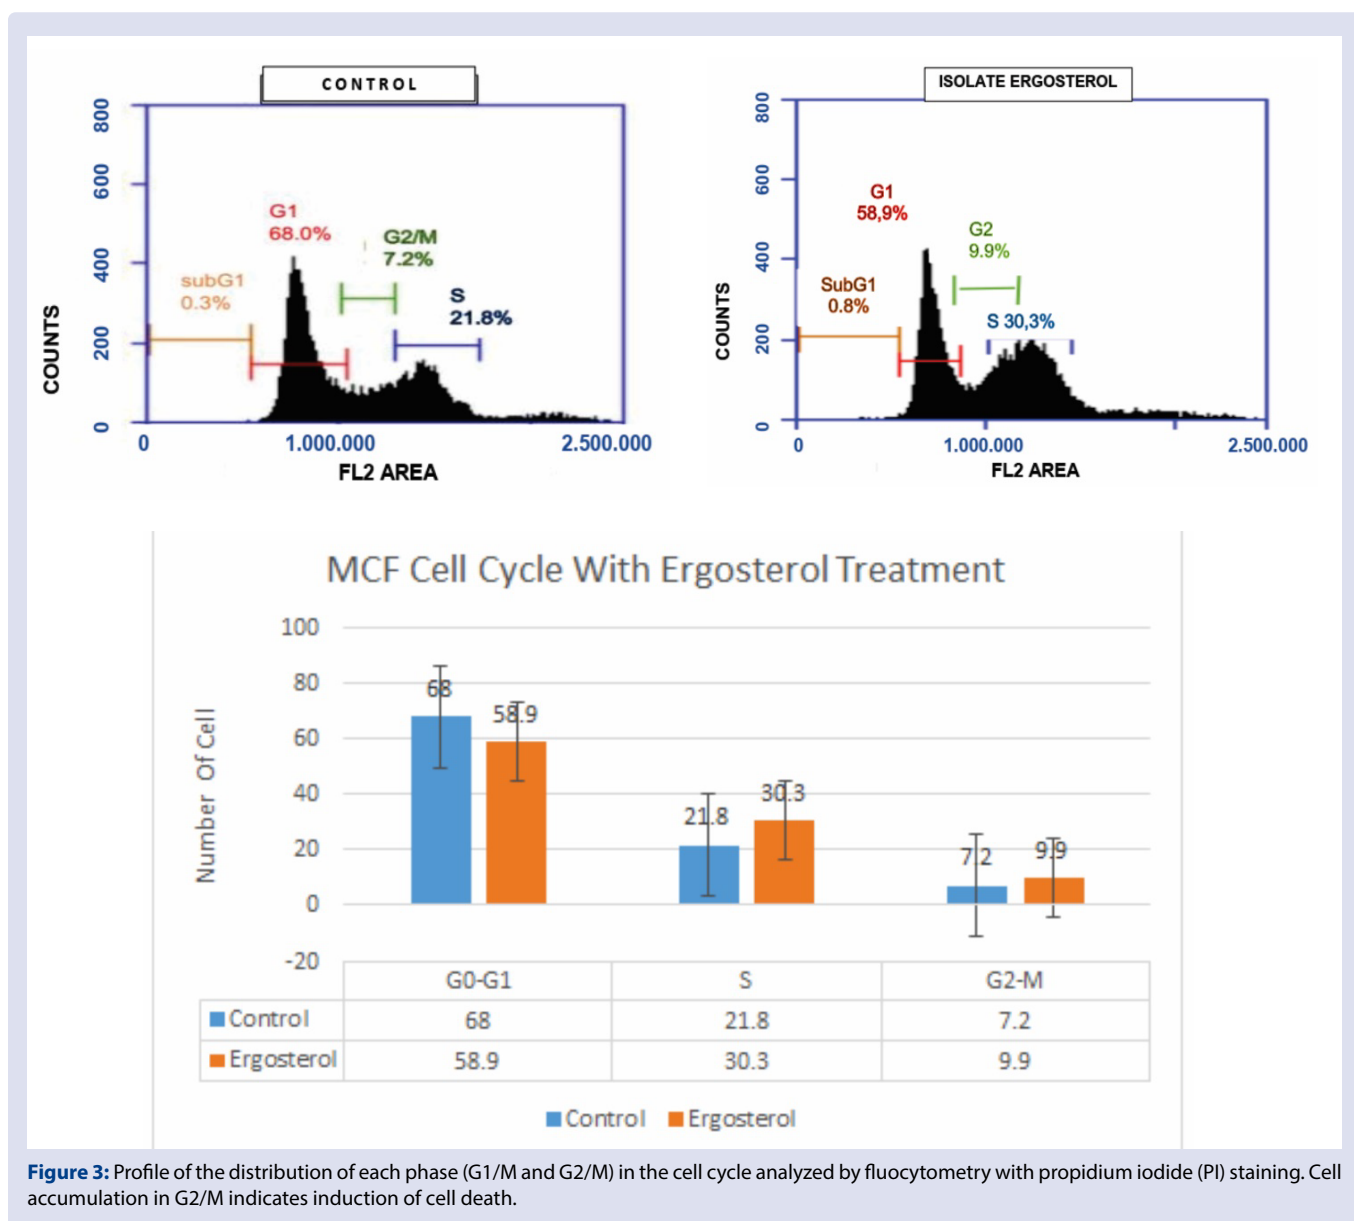 CONTROL
800
600
400
200
0
COUNTS
G1
68.0%
G2/M
7.2%
subG1
0.3%
S
21.8%
0
1.000.000
2.500.000
FL2 AREA
ISOLATE ERGOSTEROL
800
600
400
200
0
COUNTS
G1
58,9%
G2
9.9%
SubG1
0.8%
S 30,3%
0
1.000.000
2.500.000
FL2 AREA
MCF Cell Cycle With Ergosterol Treatment
Number Of Cell
100
80
60
40
20
0
-20
68
58.9
21.8
30.3
7.2
9.9
G0-G1 S G2-M
Control 68 21.8 7.2
Ergosterol 58.9 30.3 9.9
Control Ergosterol
Figure 3: Profile of the distribution of each phase (G1/M and G2/M) in the cell cycle analyzed by fluocytometry with propidium iodide (PI) staining. Cell
accumulation in G2/M indicates induction of cell death.